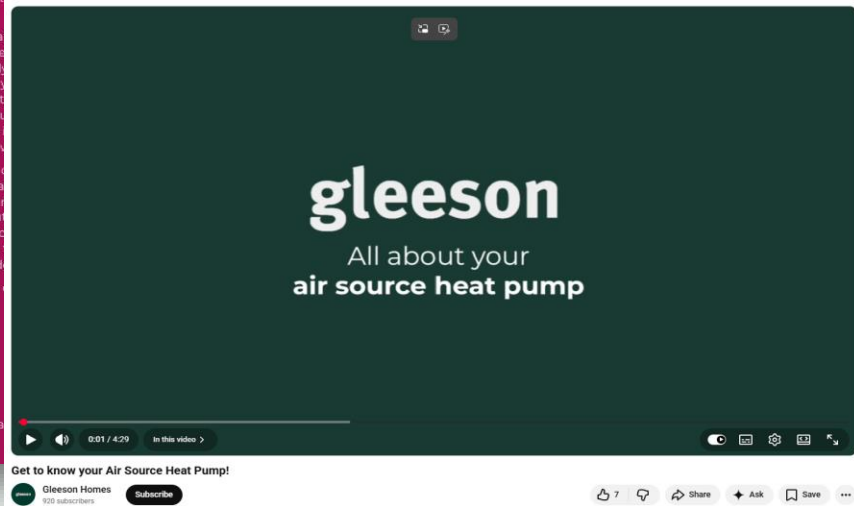 gleeson
All about your
air source heat pump
0:01 / 4:29
In this video
Get to know your Air Source Heat Pump!
gleeson
Gleeson Homes
920 subscribers
Subscribe
7
Share
Ask
Save